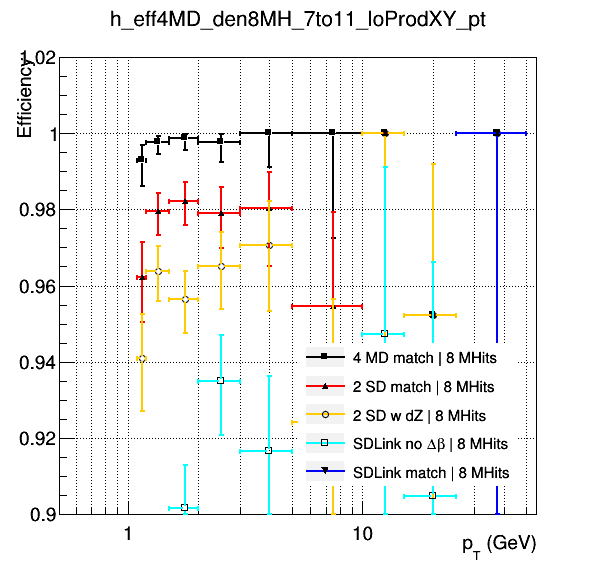 h_eff4MD_den8MH_7to11_loProdXY_pt
Efficiency
1.02
1
0.98
0.96
0.94
0.92
0.9
4 MD match | 8 MHits
2 SD match | 8 MHits
2 SD w dZ | 8 MHits
SDLink no Δβ | 8 MHits
SDLink match | 8 MHits
1
10
p_T (GeV)